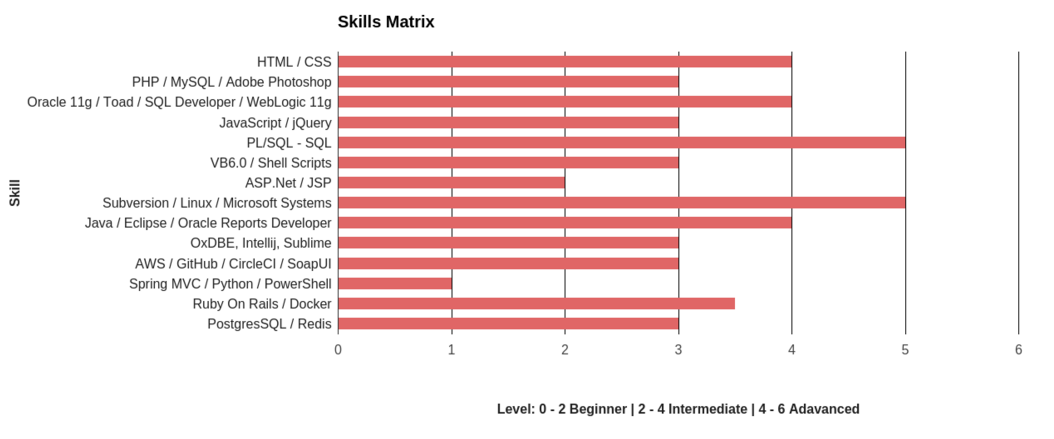 Skills Matrix
HTML / CSS
PHP / MySQL / Adobe Photoshop
Oracle 11g / Toad / SQL Developer / WebLogic 11g
JavaScript / jQuery
PL/SQL - SQL
VB6.0 / Shell Scripts
ASP.Net / JSP
Skill
Subversion / Linux / Microsoft Systems
Java / Eclipse / Oracle Reports Developer
OxDBE, Intellij, Sublime
AWS / GitHub / CircleCI / SoapUI
Spring MVC / Python / PowerShell
Ruby On Rails / Docker
PostgresSQL / Redis
0 1 2 3 4 5 6
Level: 0 - 2 Beginner | 2 - 4 Intermediate | 4 - 6 Adavanced